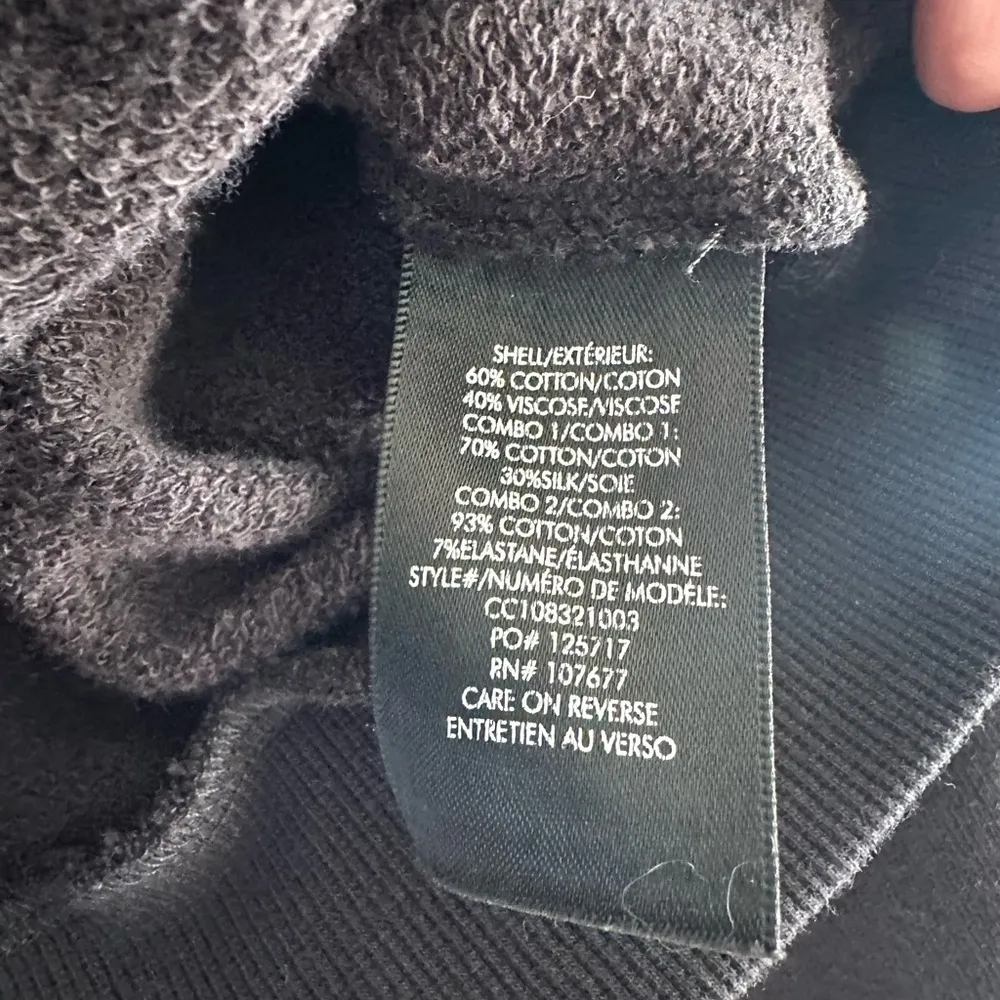 SHELL/EXTÉRIEUR:
60% COTTON/COTON
40% VISCOSE/VISCOSE
COMBO 1/COMBO 1:
70% COTTON/COTON
30%SILK/SOIE
COMBO 2/COMBO 2:
93% COTTON/COTON
7%ELASTANE/ÉLASTHANNE
STYLE#/NUMÉRO DE MODÉLE:
CC108321003
PO# 125717
RN# 107677
CARE ON REVERSE
ENTRETIEN AU VERSO